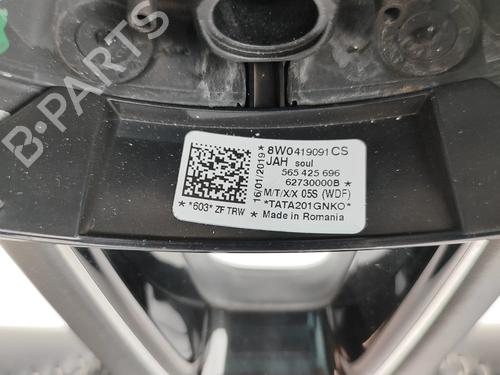 B-PARTS
16/01/2019
* 8W0419091CS
JAH soul
565 425 696
62730000B
M/T/X/X 05S (WDF)
*TATA201GNKO*
* *603* ZF TRW * Made in Romania